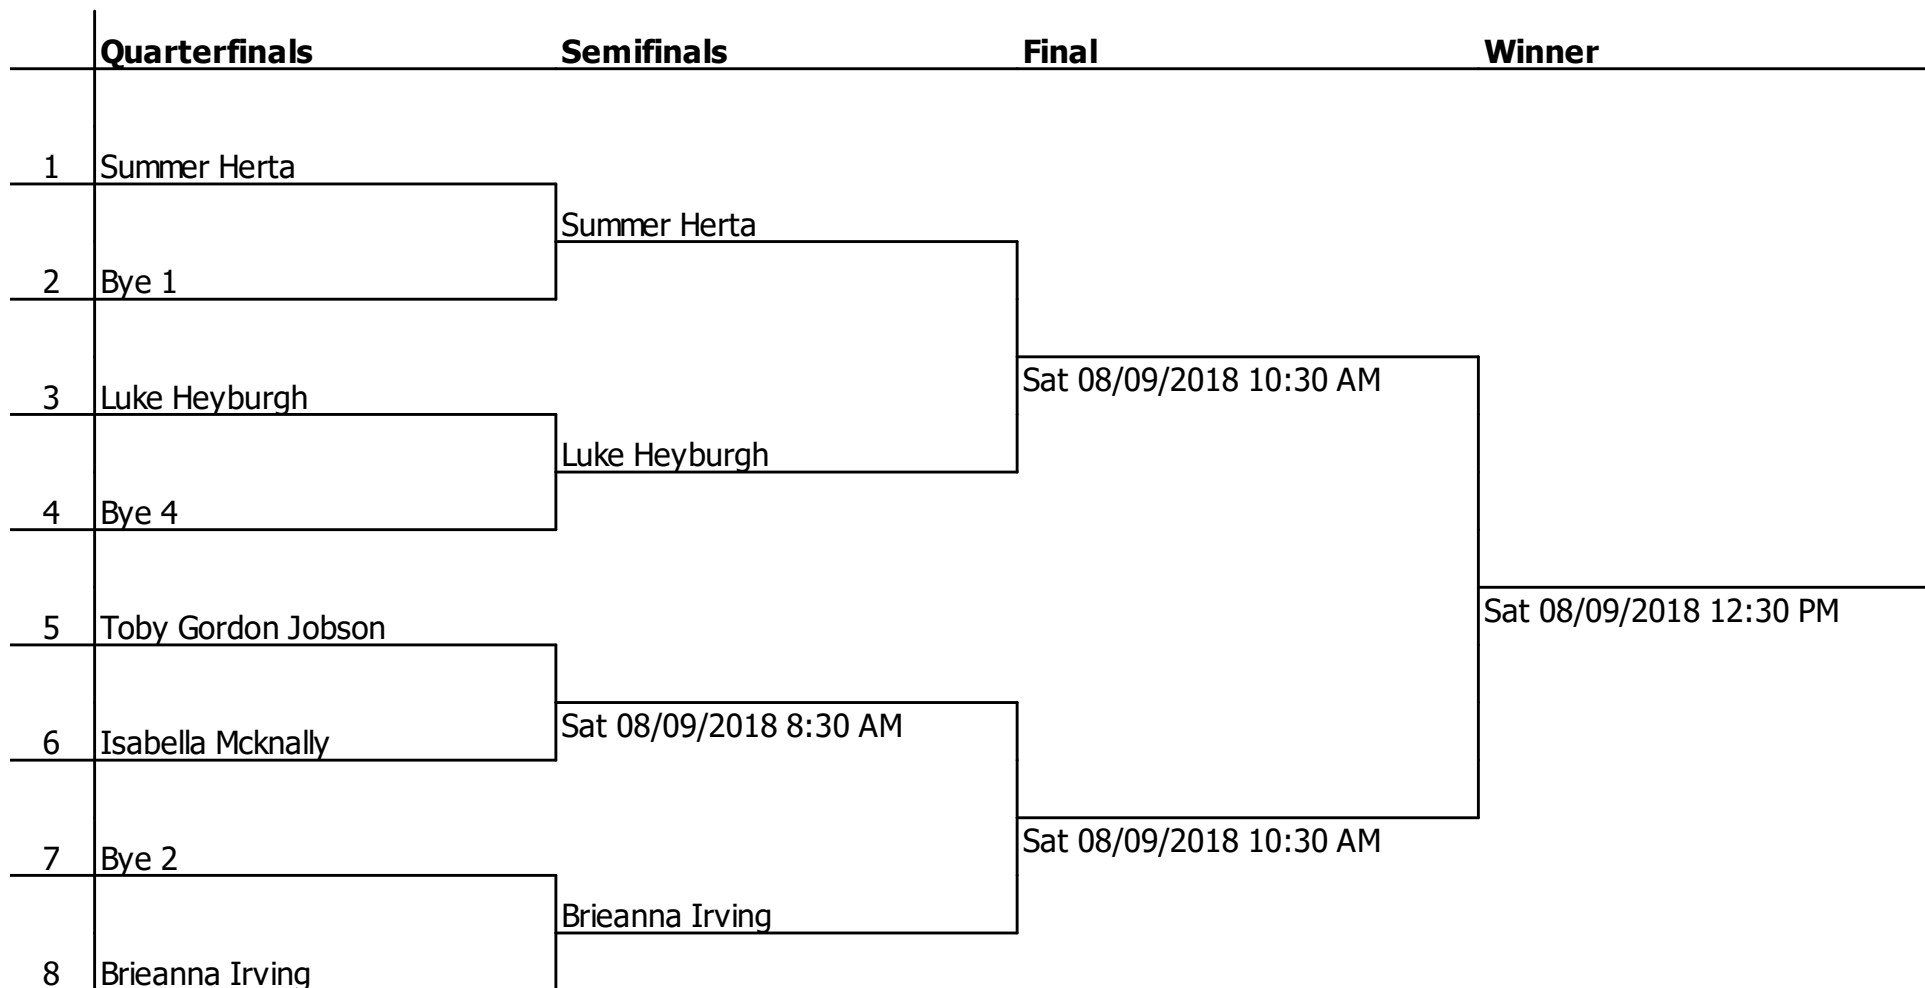 Quarterfinals Semifinals Final Winner
1 Summer Herta
Summer Herta
2 Bye 1
Sat 08/09/2018 10:30 AM
3 Luke Heyburgh
Luke Heyburgh
4 Bye 4
Sat 08/09/2018 12:30 PM
5 Toby Gordon Jobson
Sat 08/09/2018 8:30 AM
6 Isabella Mcknally
Sat 08/09/2018 10:30 AM
7 Bye 2
Brieanna Irving
8 Brieanna Irving